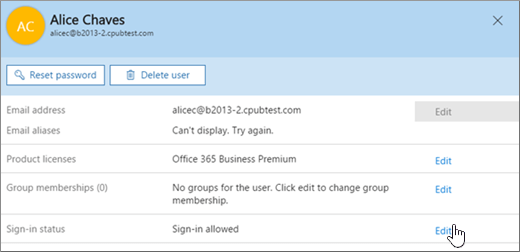 AC
Alice Chaves
alicec@b2013-2.cpubtest.com
Reset password
Delete user
Email address alicec@b2013-2.cpubtest.com Edit
Email aliases Can't display. Try again.
Product licenses Office 365 Business Premium Edit
Group memberships (0) No groups for the user. Click edit to change group Edit
membership.
Sign-in status Sign-in allowed Edit